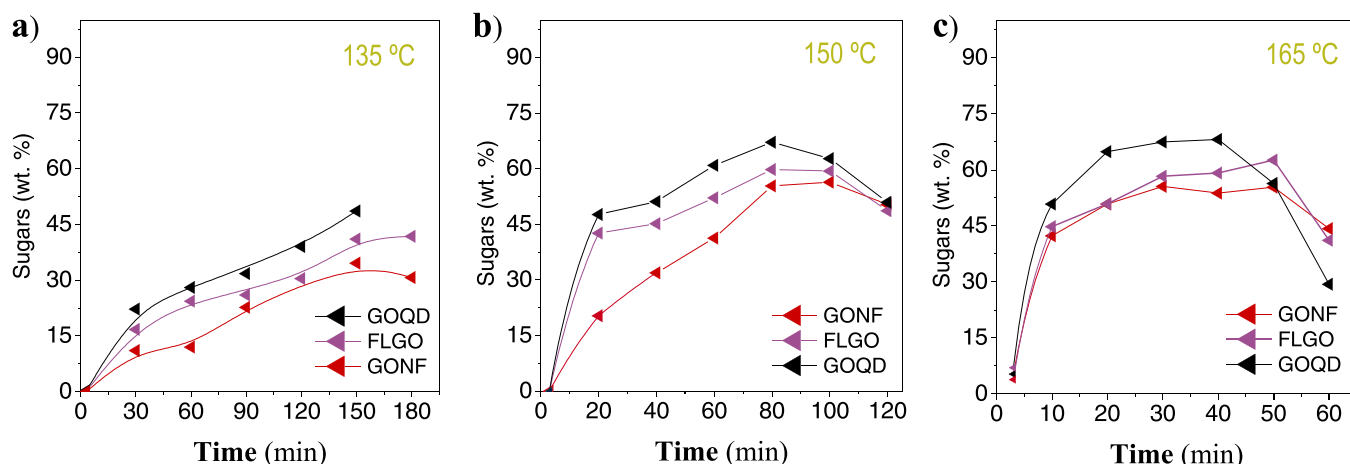 a)
135 ºC
Sugars (wt. %)
90
75
60
45
30
15
0
GOQD
FLGO
GONF
0 30 60 90 120 150 180
Time (min)
b)
150 ºC
Sugars (wt. %)
90
75
60
45
30
15
0
GONF
FLGO
GOQD
0 20 40 60 80 100 120
Time (min)
c)
165 ºC
Sugars (wt. %)
90
75
60
45
30
15
0
GONF
FLGO
GOQD
0 10 20 30 40 50 60
Time (min)